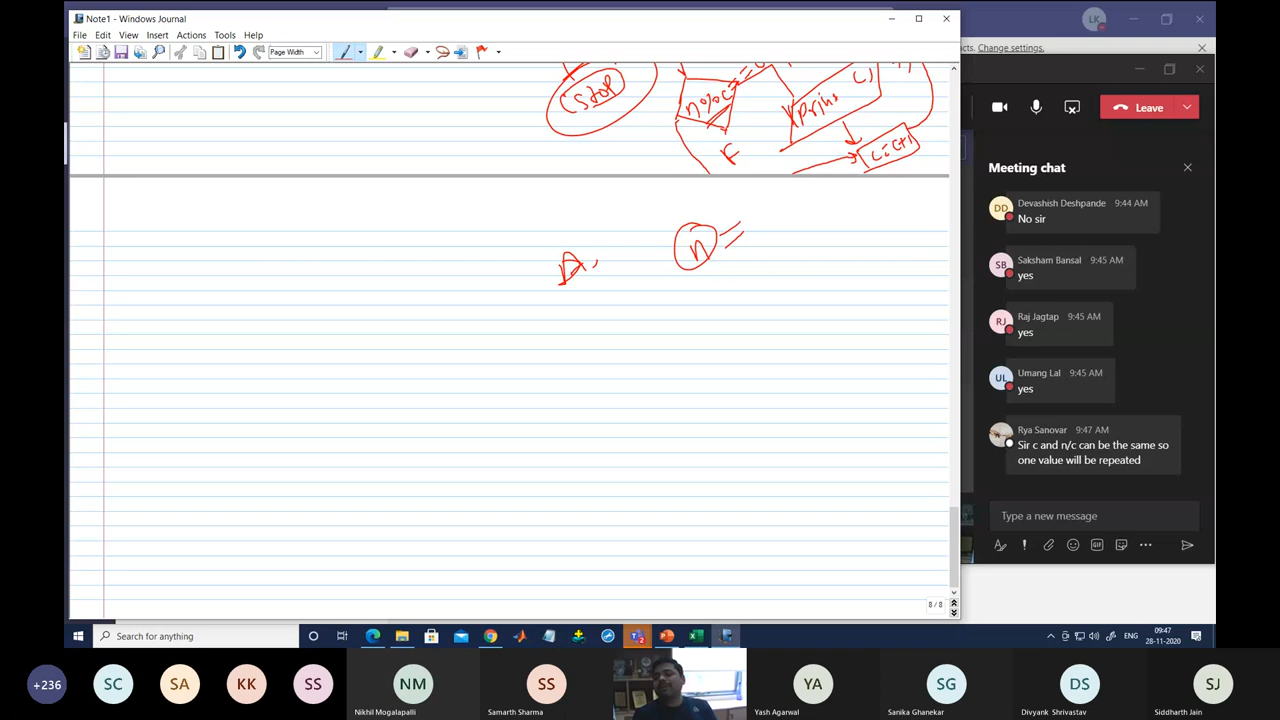 Note1 - Windows Journal
File Edit View Insert Actions Tools Help
Page Width
LK
cts. Change settings.
Leave
Meeting chat
DD Devashish Deshpande 9:44 AM
No sir
SB Saksham Bansal 9:45 AM
yes
RJ Raj Jagtap 9:45 AM
yes
UL Umang Lal 9:45 AM
yes
Rya Sanovar 9:47 AM
Sir c and n/c can be the same so
one value will be repeated
Type a new message
Stop
n%c==0
F
c=c+1
n =
8 / 8
Search for anything
ENG
09:47
28-11-2020
+236 SC SA KK SS NM SS YA SG DS SJ
Nikhil Mogalapalli Samarth Sharma Yash Agarwal Sanika Ghanekar Divyank Shrivastav Siddharth Jain